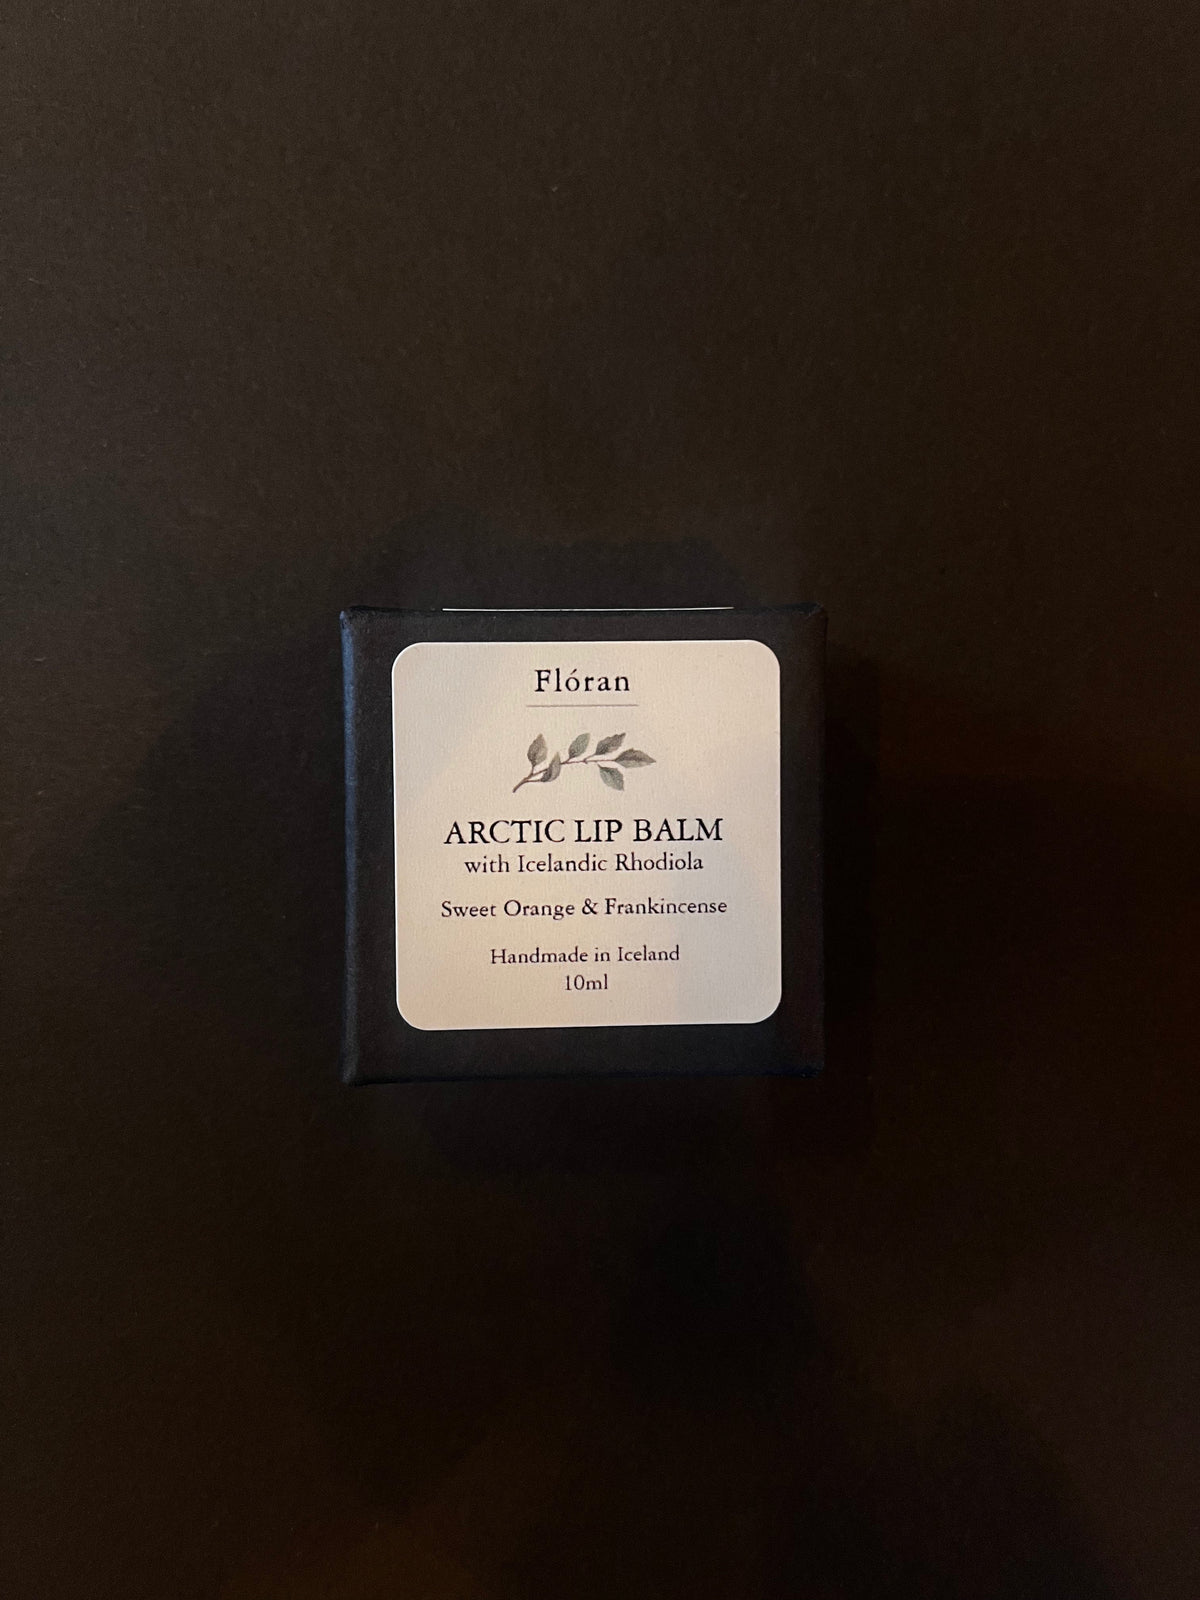 Flóran
ARCTIC LIP BALM
with Icelandic Rhodiola
Sweet Orange & Frankincense
Handmade in Iceland
10ml